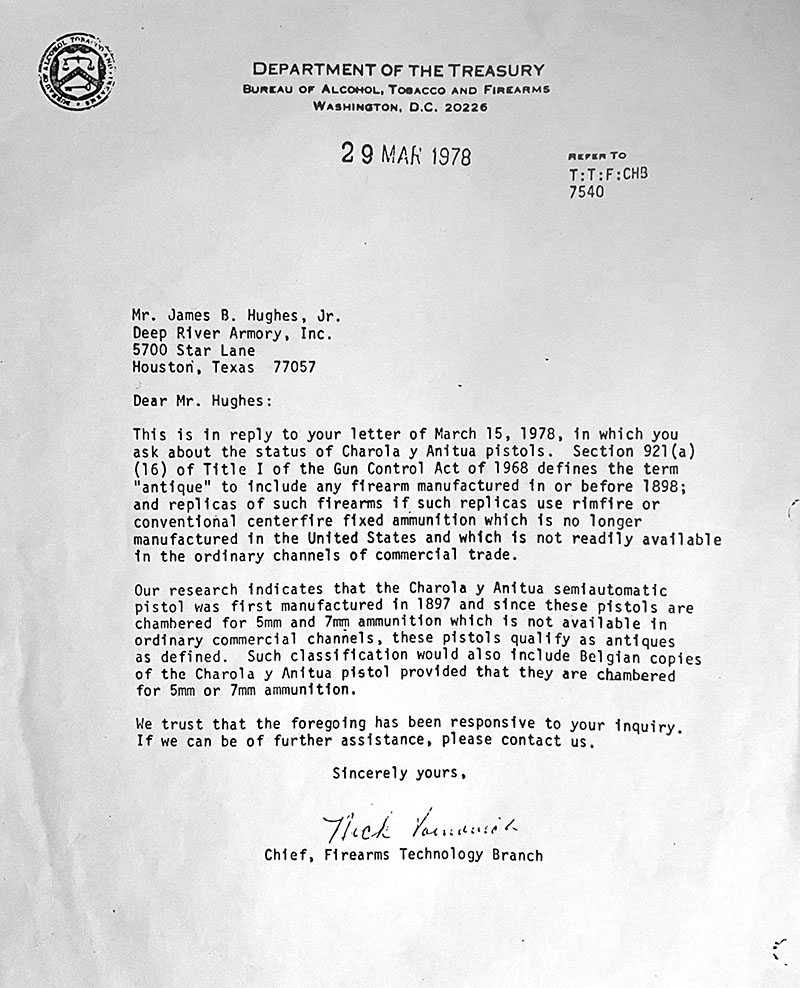 DEPARTMENT OF THE TREASURY
BUREAU OF ALCOHOL, TOBACCO AND FIREARMS
WASHINGTON, D.C. 20226
29 MAR 1978
REFER TO
T:T:F:CHB
7540
Mr. James B. Hughes, Jr.
Deep River Armory, Inc.
5700 Star Lane
Houston, Texas 77057
Dear Mr. Hughes:
This is in reply to your letter of March 15, 1978, in which you
ask about the status of Charola y Anitua pistols. Section 921(a)
(16) of Title I of the Gun Control Act of 1968 defines the term
"antique" to include any firearm manufactured in or before 1898;
and replicas of such firearms if such replicas use rimfire or
conventional centerfire fixed ammunition which is no longer
manufactured in the United States and which is not readily available
in the ordinary channels of commercial trade.
Our research indicates that the Charola y Anitua semiautomatic
pistol was first manufactured in 1897 and since these pistols are
chambered for 5mm and 7mm ammunition which is not available in
ordinary commercial channels, these pistols qualify as antiques
as defined. Such classification would also include Belgian copies
of the Charola y Anitua pistol provided that they are chambered
for 5mm or 7mm ammunition.
We trust that the foregoing has been responsive to your inquiry.
If we can be of further assistance, please contact us.
Sincerely yours,
Nick
Chief, Firearms Technology Branch